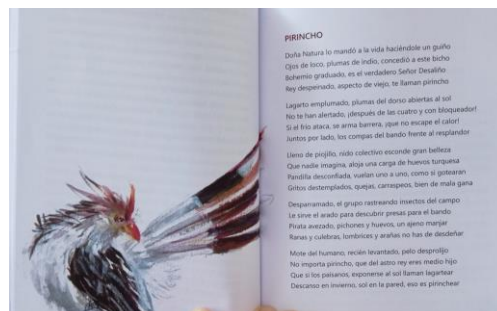 PIRINCHO
Doña Natura lo mandó a la vida haciéndole un guiño
Ojos de loco, plumas de indio, concedió a este bicho
Bohemio graduado, es el verdadero Señor Desaliño
Rey despeinado, aspecto de viejo, te llaman pirincho
Lagarto emplumado, plumas del dorso abiertas al sol
No te han alertado, ¡después de las cuatro y con bloqueador!
Si el frío ataca, se arma barrera, ¡que no escape el calor!
Juntos por lado, los compas del bando frente al resplandor
Lleno de piojillo, nido colectivo esconde gran belleza
Que nadie imagina, aloja una carga de huevos turquesa
Pandilla desconfiada, vuelan uno a uno, como si gotearan
Gritos destemplados, quejas, carraspeos, bien de mala gana
Desparramado, el grupo rastreando insectos del campo
Le sirve el arado para descubrir presas para el bando
Pirata avezado, pichones y huevos, un ajeno manjar
Ranas y culebras, lombrices y arañas no has de desdeñar
Mote del humano, recién levantado, pelo desprolijo
No importa pirincho, que del astro rey eres medio hijo
Que si los paisanos, exponerse al sol llaman lagartear
Descanso en invierno, sol en la pared, eso es pirinchear